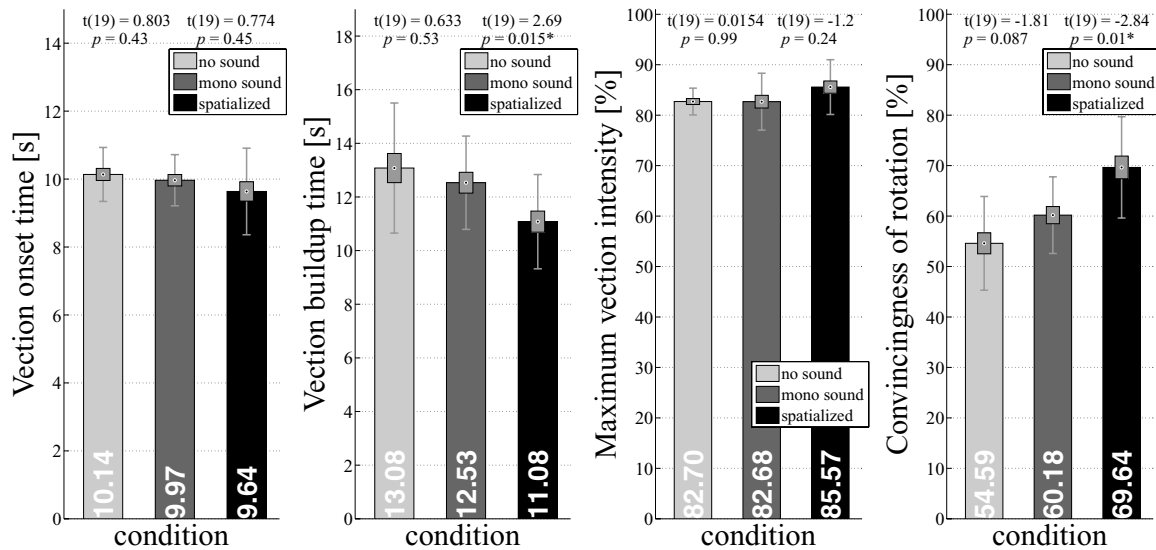 t(19) = 0.803 t(19) = 0.774
p = 0.43 p = 0.45
14
12
10
8
6
4
2
0
Vection onset time [s]
no sound
mono sound
spatialized
10.14
9.97
9.64
condition
t(19) = 0.633 t(19) = 2.69
p = 0.53 p = 0.015*
18
16
14
12
10
8
6
4
2
0
Vection buildup time [s]
no sound
mono sound
spatialized
13.08
12.53
11.08
condition
t(19) = 0.0154 t(19) = -1.2
p = 0.99 p = 0.24
100
90
80
70
60
50
40
30
20
10
0
Maximum vection intensity [%]
no sound
mono sound
spatialized
82.70
82.68
85.57
condition
t(19) = -1.81 t(19) = -2.84
p = 0.087 p = 0.01*
100
90
80
70
60
50
40
30
20
10
0
Convincingness of rotation [%]
no sound
mono sound
spatialized
54.59
60.18
69.64
condition